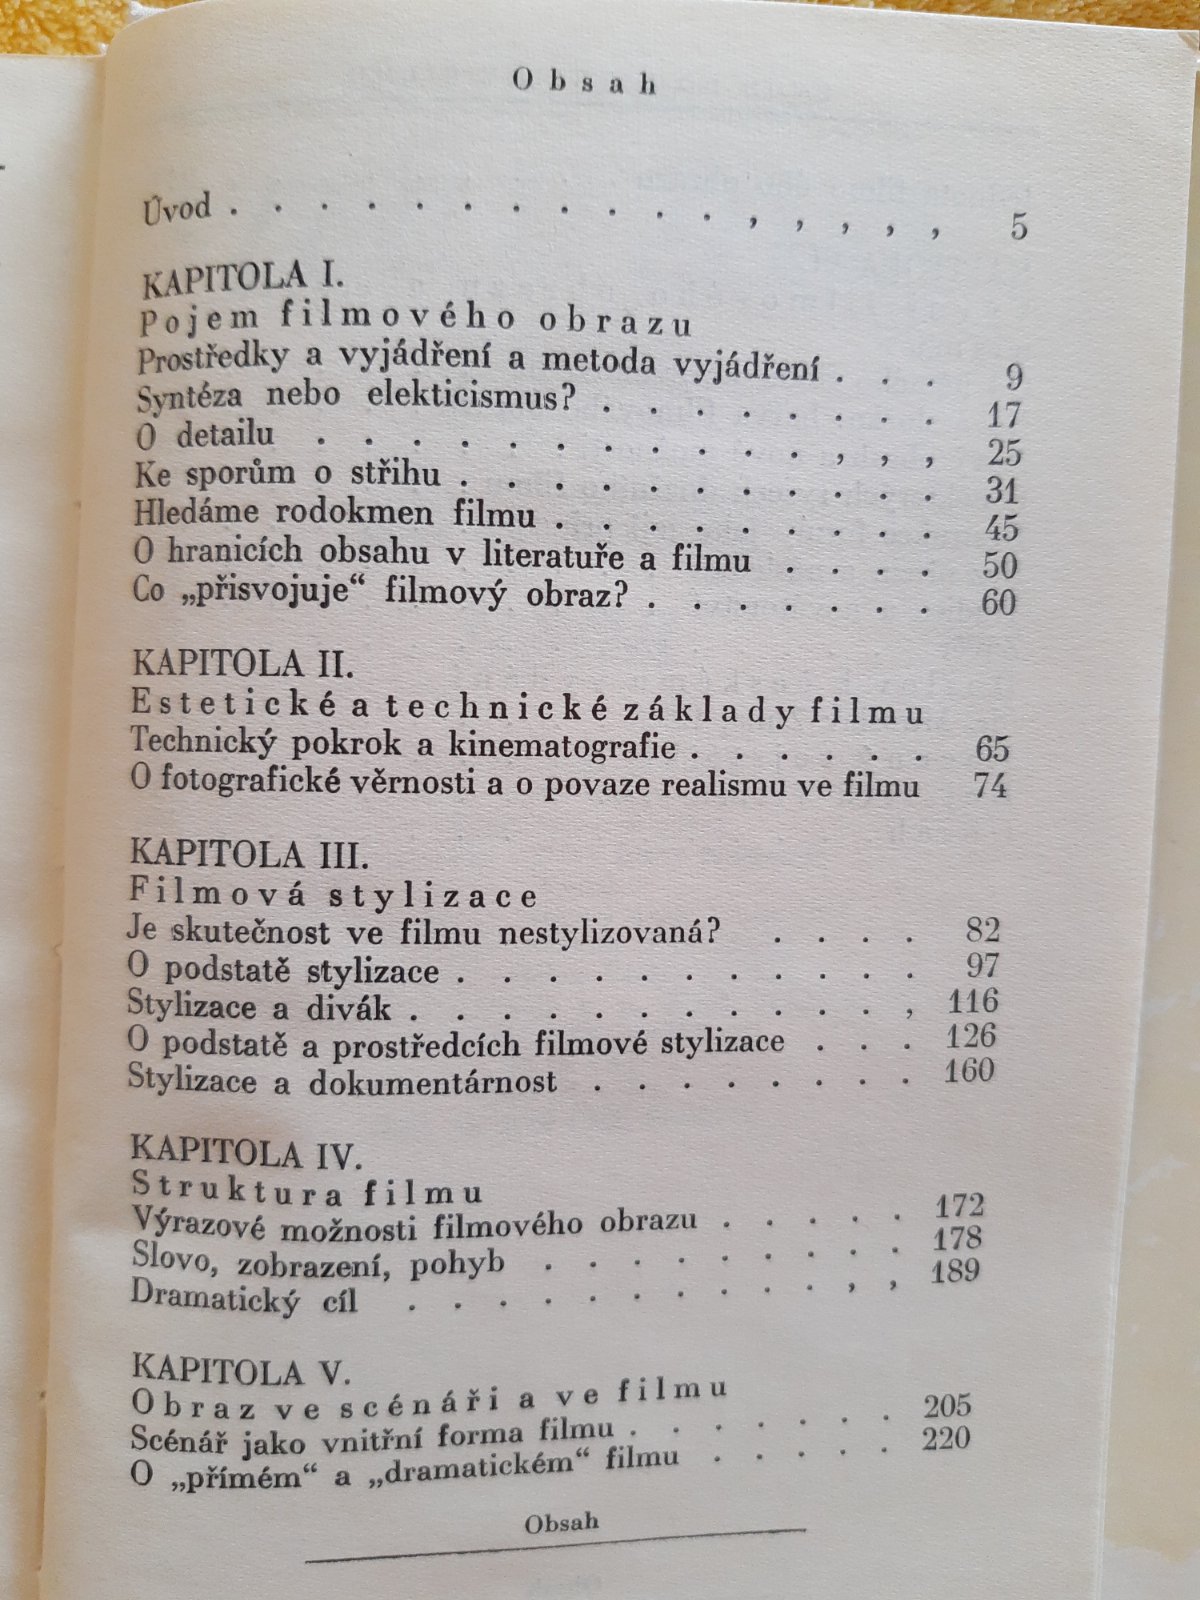 Obsah
Úvod . . . . . . . . . . . , , , , , 5
KAPITOLA I.
Pojem filmového obrazu
Prostředky a vyjádření a metoda vyjádření . . . 9
Syntéza nebo elekticismus? . . . . . . . . 17
O detailu . . . . . . . . . . . , , , 25
Ke sporům o střihu . . . . . . . . . . . 31
Hledáme rodokmen filmu . . . . . . . . . 45
O hranicích obsahu v literatuře a filmu . . . . 50
Co „přisvojuje“ filmový obraz? . . . . . . . 60
KAPITOLA II.
Estetické a technické základy filmu
Technický pokrok a kinematografie . . . . . . 65
O fotografické věrnosti a o povaze realismu ve filmu 74
KAPITOLA III.
Filmová stylizace
Je skutečnost ve filmu nestylizovaná? . . . . 82
O podstatě stylizace . . . . . . . . . . . 97
Stylizace a divák . . . . . . . . . . . , 116
O podstatě a prostředcích filmové stylizace . . . 126
Stylizace a dokumentárnost . . . . . . . . 160
KAPITOLA IV.
Struktura filmu
Výrazové možnosti filmového obrazu . . . . . 172
Slovo, zobrazení, pohyb . . . . . . . . . 178
Dramatický cíl . . . . . . . . . . , , 189
KAPITOLA V.
Obraz ve scénáři a ve filmu
Scénář jako vnitřní forma filmu . . . . . . . 205
O „přímém“ a „dramatickém“ filmu . . . . . 220
Obsah